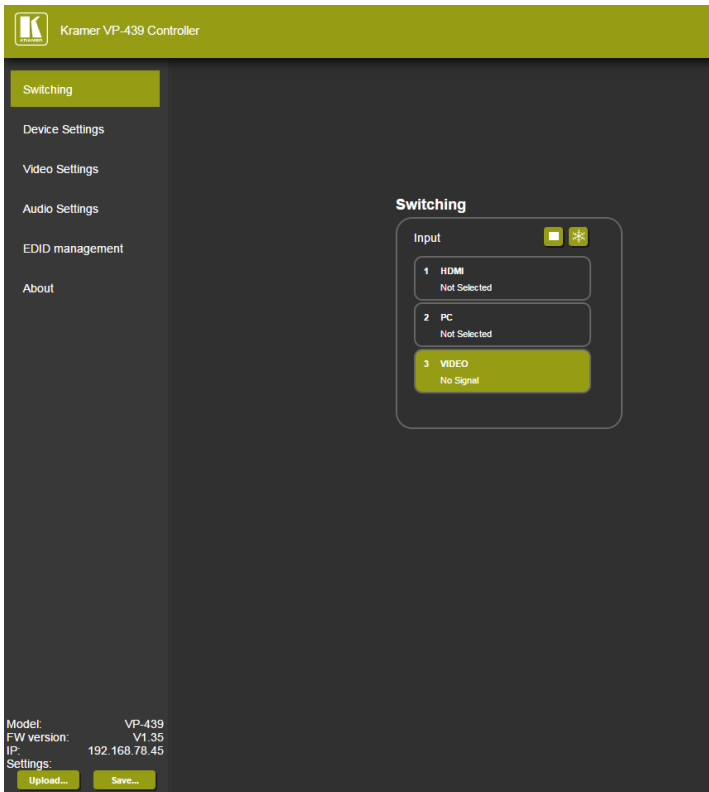 KRAMER
Kramer VP-439 Controller
Switching
Device Settings
Video Settings
Audio Settings
EDID management
About
Switching
Input
1 HDMI
Not Selected
2 PC
Not Selected
3 VIDEO
No Signal
Model: VP-439
FW version: V1.35
IP: 192.168.78.45
Settings:
Upload... Save...